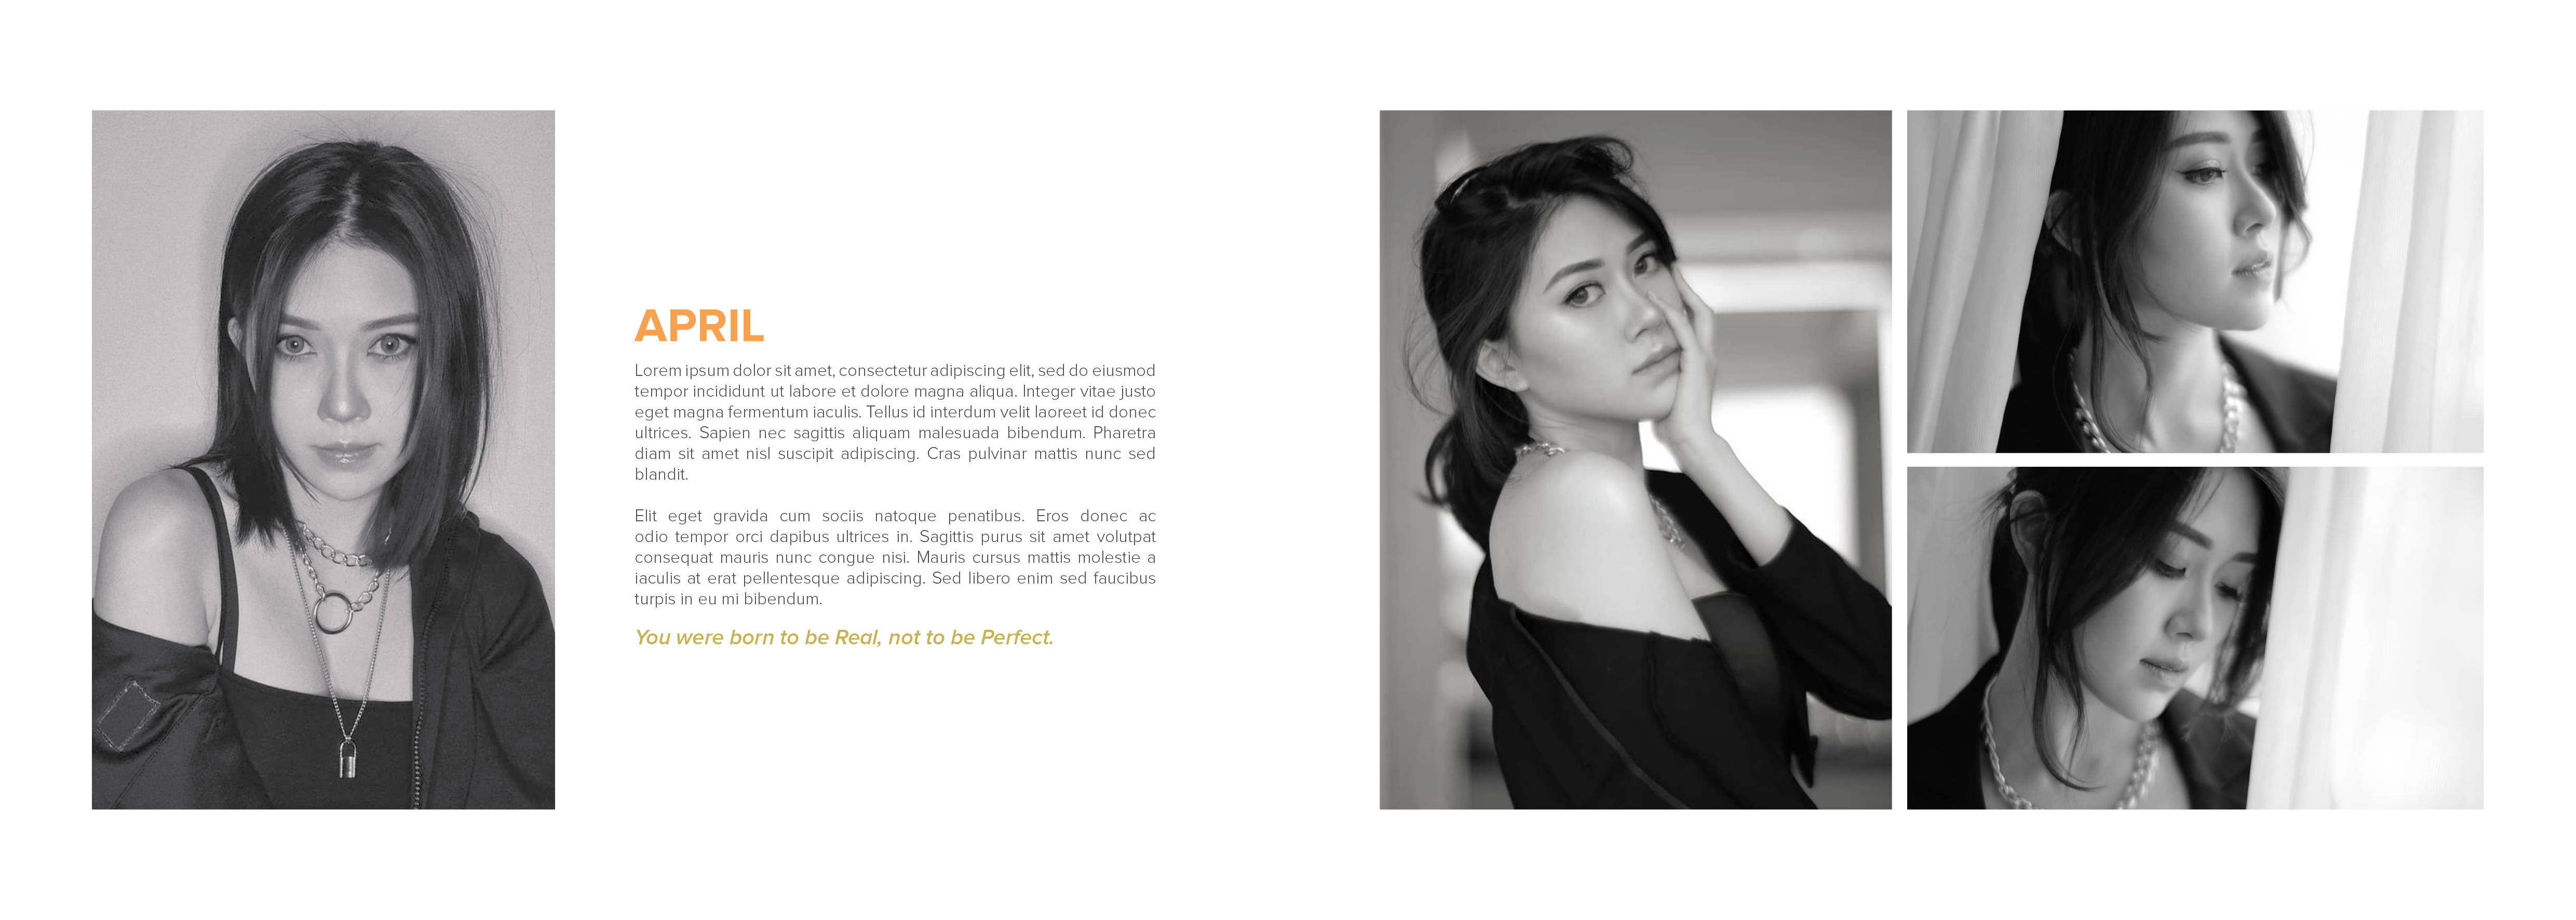 APRIL
Lorem ipsum dolor sit amet, consectetur adipiscing elit, sed do eiusmod
tempor incididunt ut labore et dolore magna aliqua. Integer vitae justo
eget magna fermentum iaculis. Tellus id interdum velit laoreet id donec
ultrices. Sapien nec sagittis aliquam malesuada bibendum. Pharetra
diam sit amet nisl suscipit adipiscing. Cras pulvinar mattis nunc sed
blandit.
Elit eget gravida cum sociis natoque penatibus. Eros donec ac
odio tempor orci dapibus ultrices in. Sagittis purus sit amet volutpat
consequat mauris nunc congue nisi. Mauris cursus mattis molestie a
iaculis at erat pellentesque adipiscing. Sed libero enim sed faucibus
turpis in eu mi bibendum.
You were born to be Real, not to be Perfect.